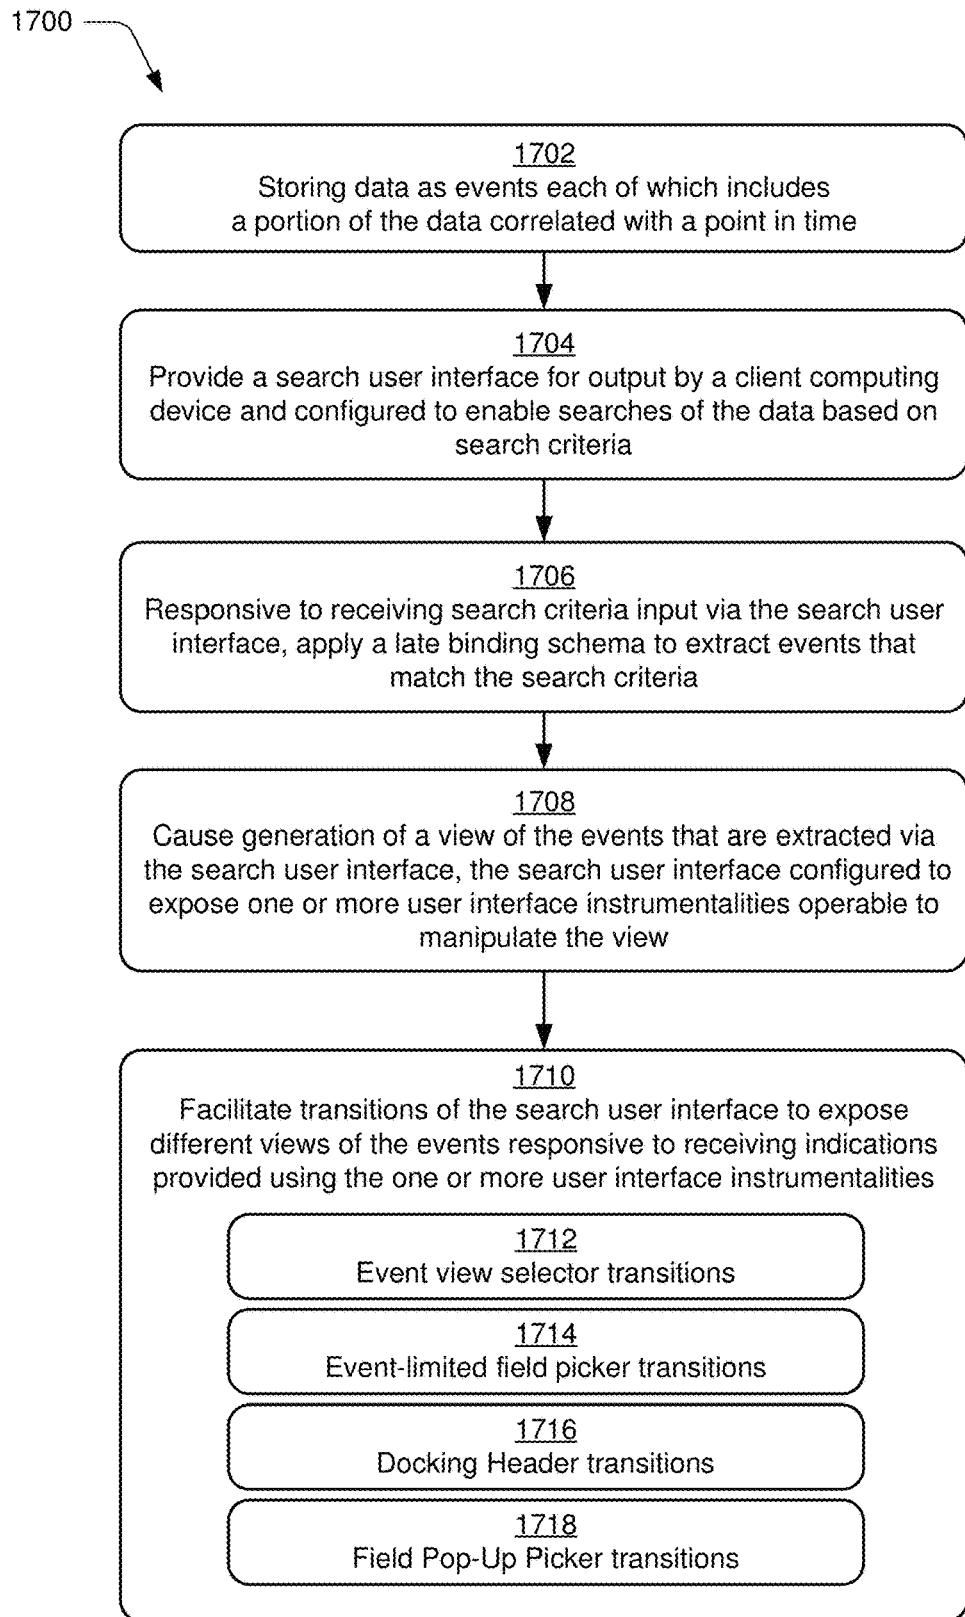 1700
1702
Storing data as events each of which includes
a portion of the data correlated with a point in time
1704
Provide a search user interface for output by a client computing
device and configured to enable searches of the data based on
search criteria
1706
Responsive to receiving search criteria input via the search user
interface, apply a late binding schema to extract events that
match the search criteria
1708
Cause generation of a view of the events that are extracted via
the search user interface, the search user interface configured to
expose one or more user interface instrumentalities operable to
manipulate the view
1710
Facilitate transitions of the search user interface to expose
different views of the events responsive to receiving indications
provided using the one or more user interface instrumentalities
1712
Event view selector transitions
1714
Event-limited field picker transitions
1716
Docking Header transitions
1718
Field Pop-Up Picker transitions